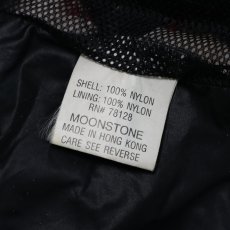 SHELL: 100% NYLON
LINING: 100% NYLON
RN# 78128
MOONSTONE
MADE IN HONG KONG
CARE SEE REVERSE